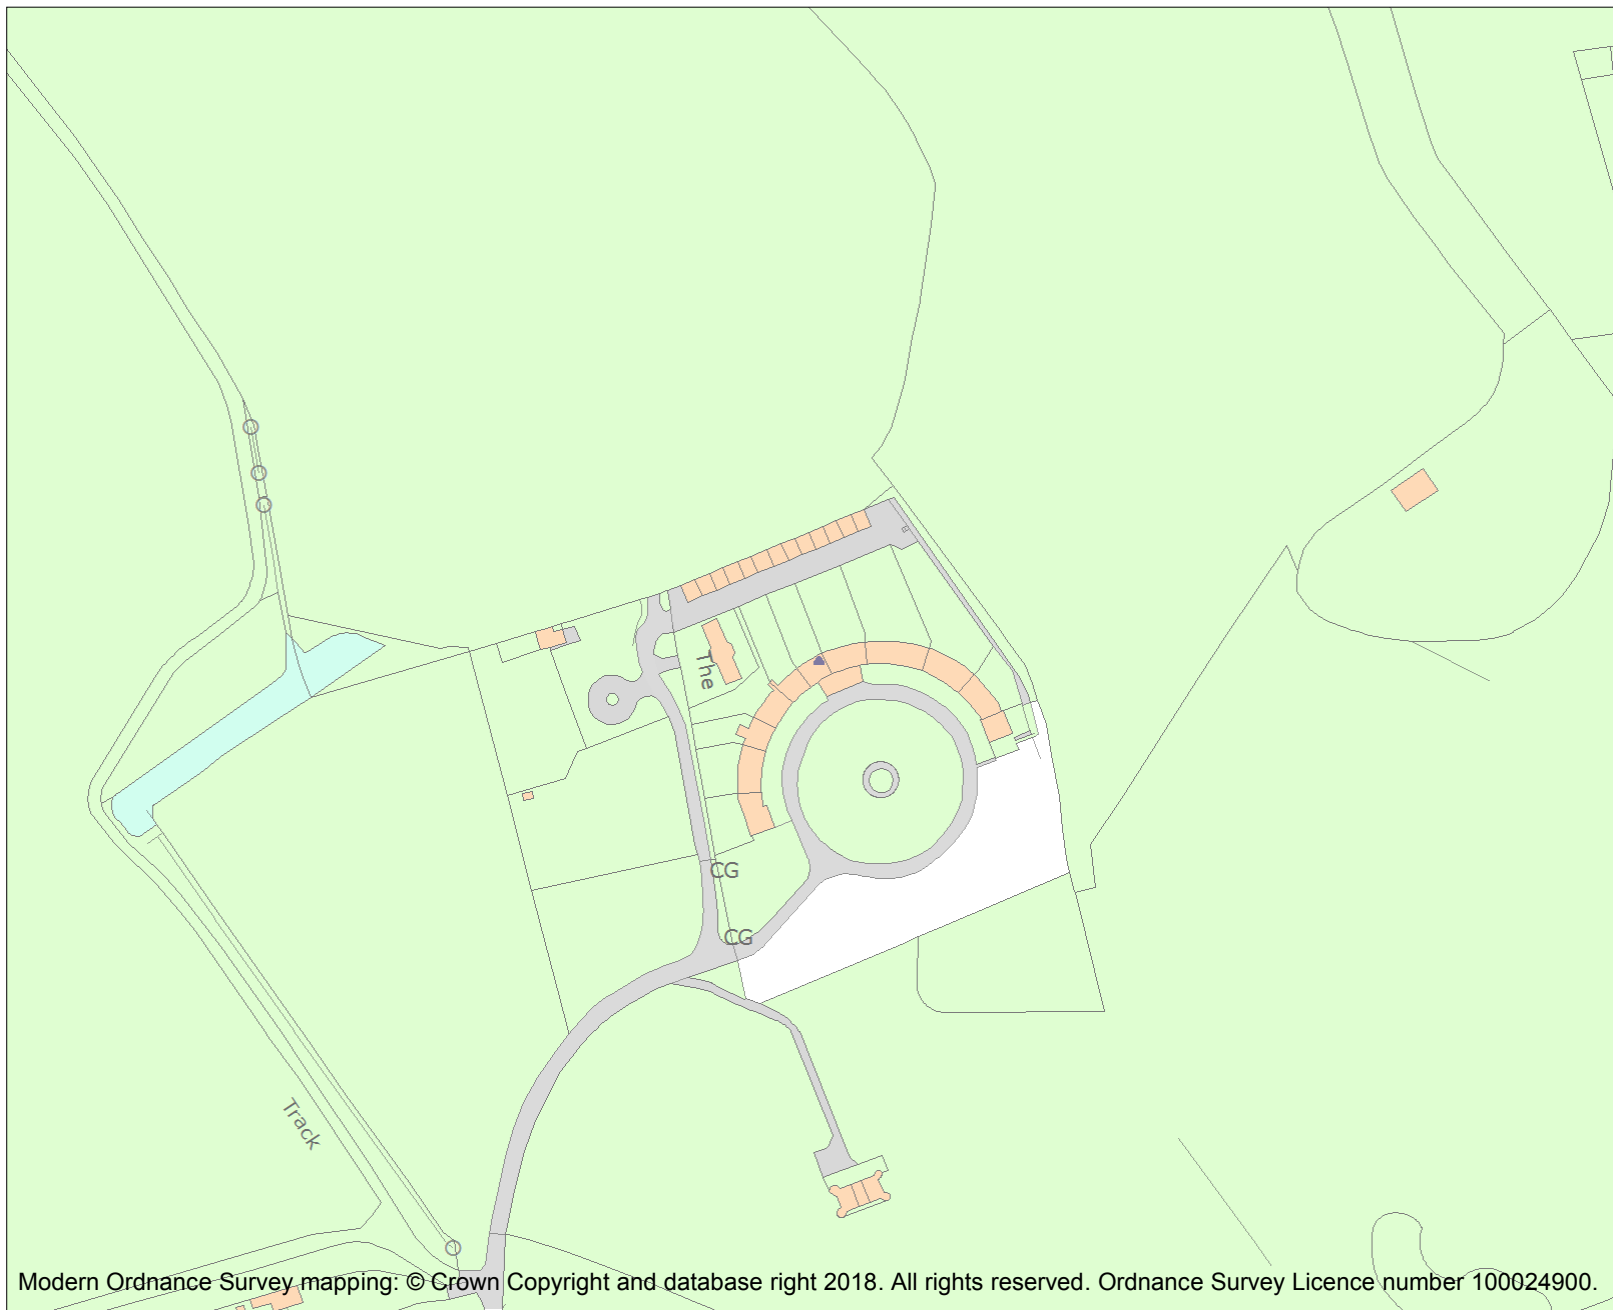 The
CG
CG
Track
Modern Ordnance Survey mapping: © Crown Copyright and database right 2018. All rights reserved. Ordnance Survey Licence number 100024900.